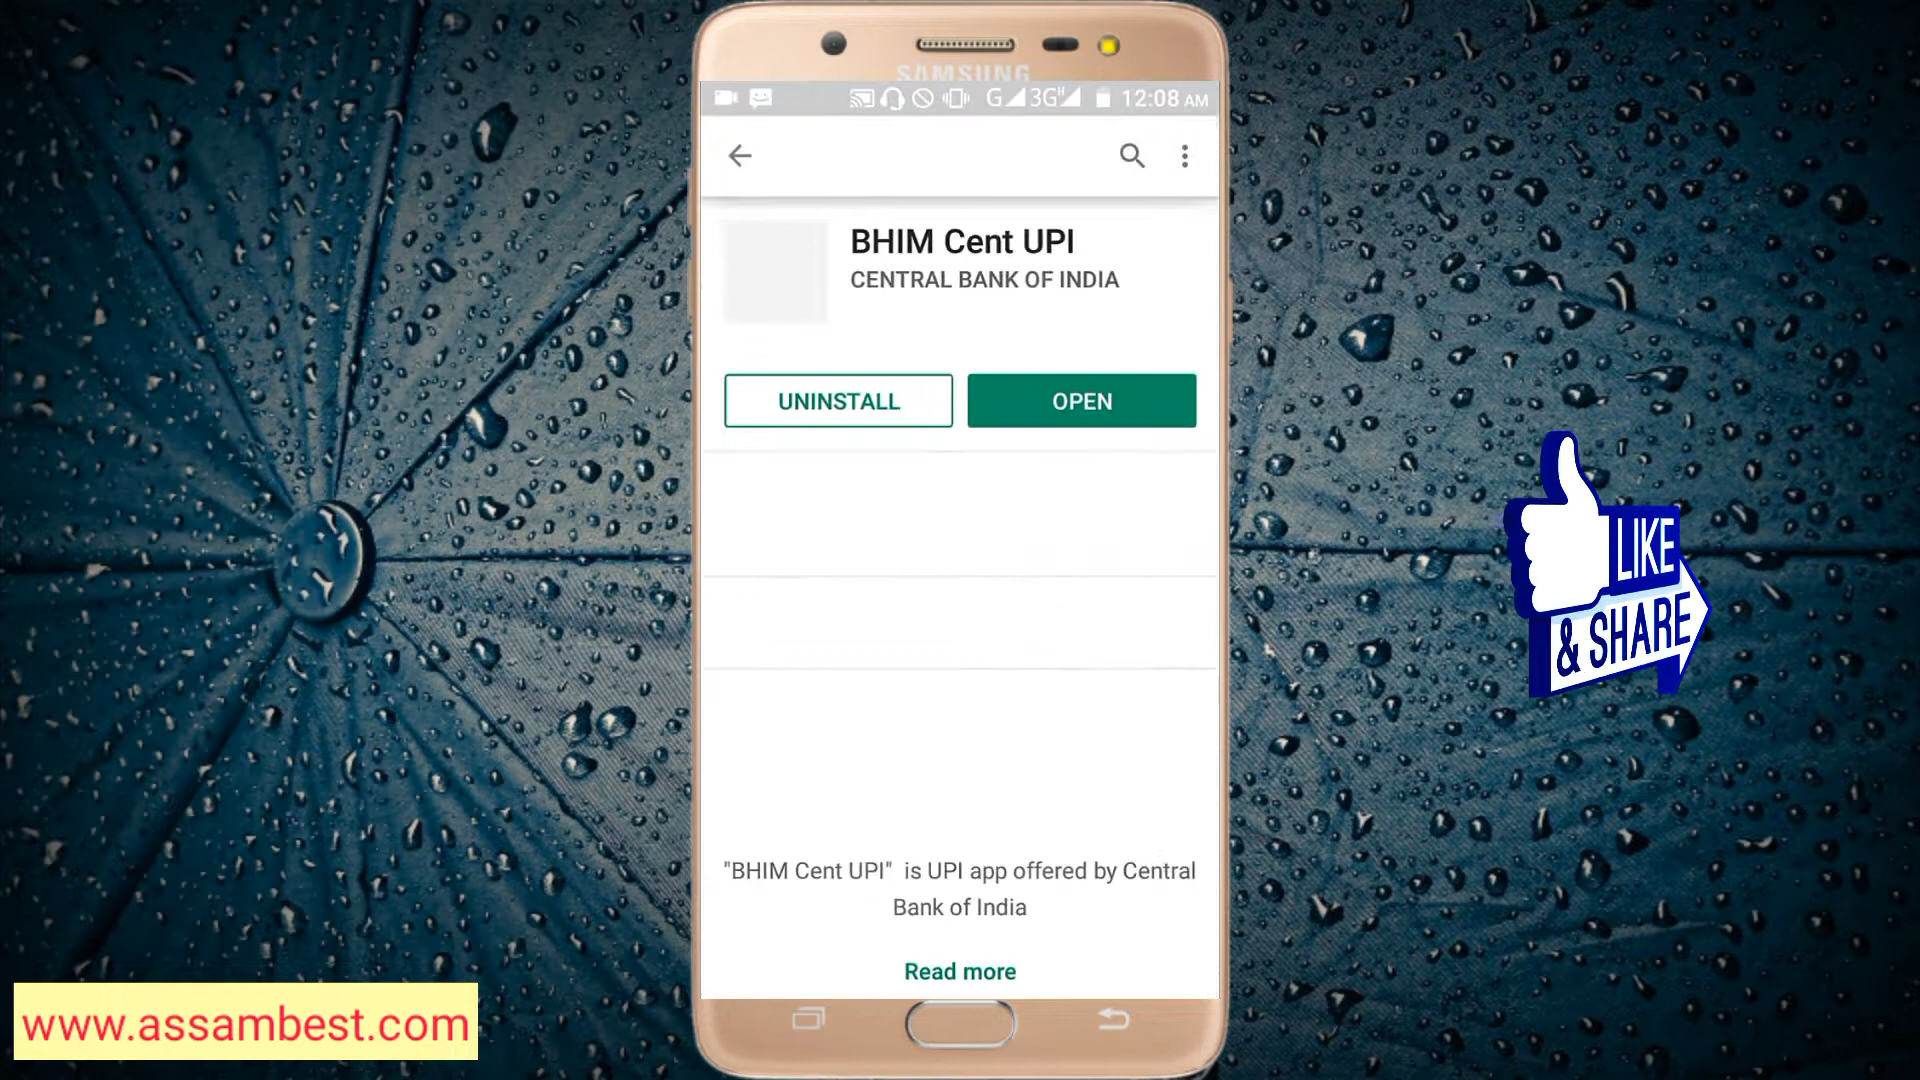 SAMSUNG
G 3G H 12:08 AM
BHIM Cent UPI
CENTRAL BANK OF INDIA
UNINSTALL
OPEN
LIKE
& SHARE
"BHIM Cent UPI"  is UPI app offered by Central
Bank of India
Read more
www.assambest.com